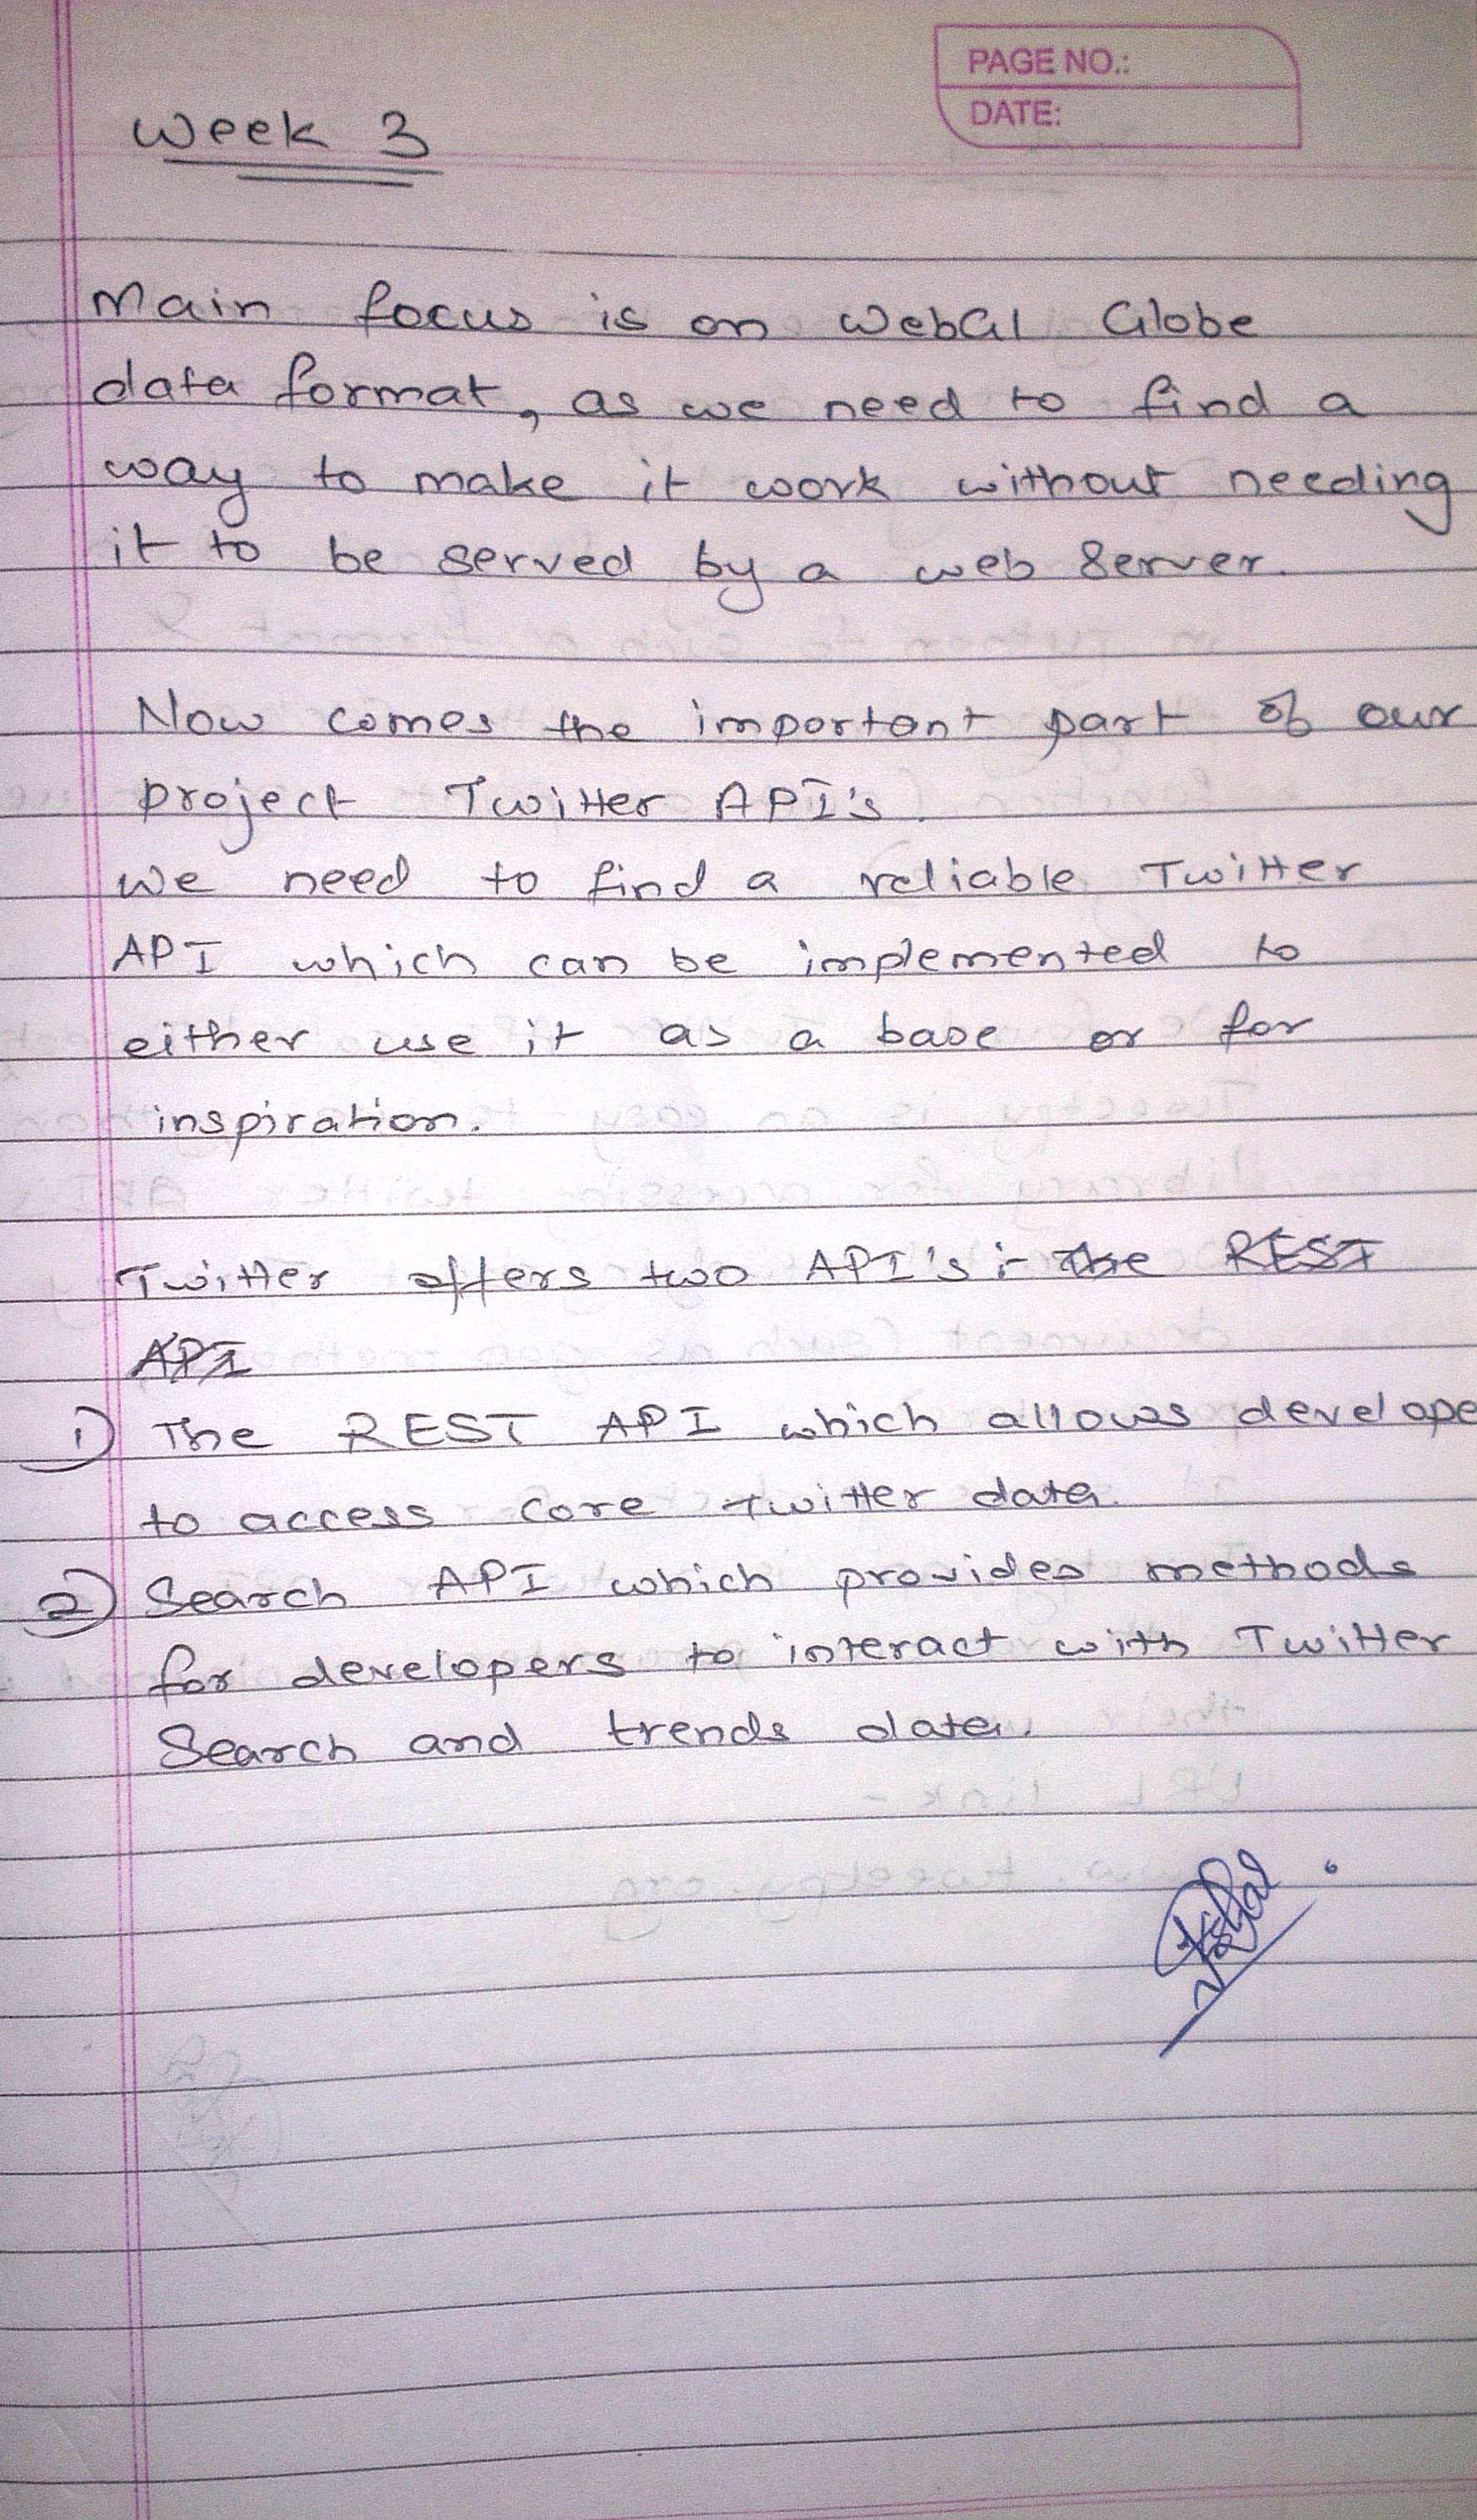 PAGE NO.:
DATE:
Week 3
Main focus is on WebGl Globe
data format, as we need to find a
way to make it work without needing
it to be served by a web server.
Now comes the important part of our
project Twitter API's.
we need to find a reliable Twitter
API which can be implemented to
either use it as a base or for
inspiration.
Twitter offers two API's :- The REST
API
1) The REST API which allows develope
to access core twitter data.
2) Search API which provides methods
for developers to interact with Twitter
Search and trends data.